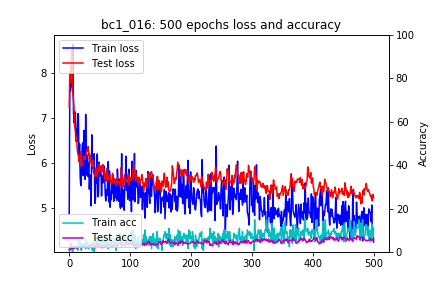 bc1_016: 500 epochs loss and accuracy
Train loss
Test loss
Train acc
Test acc
Loss
Accuracy
8
7
6
5
100
80
60
40
20
0
0
100
200
300
400
500